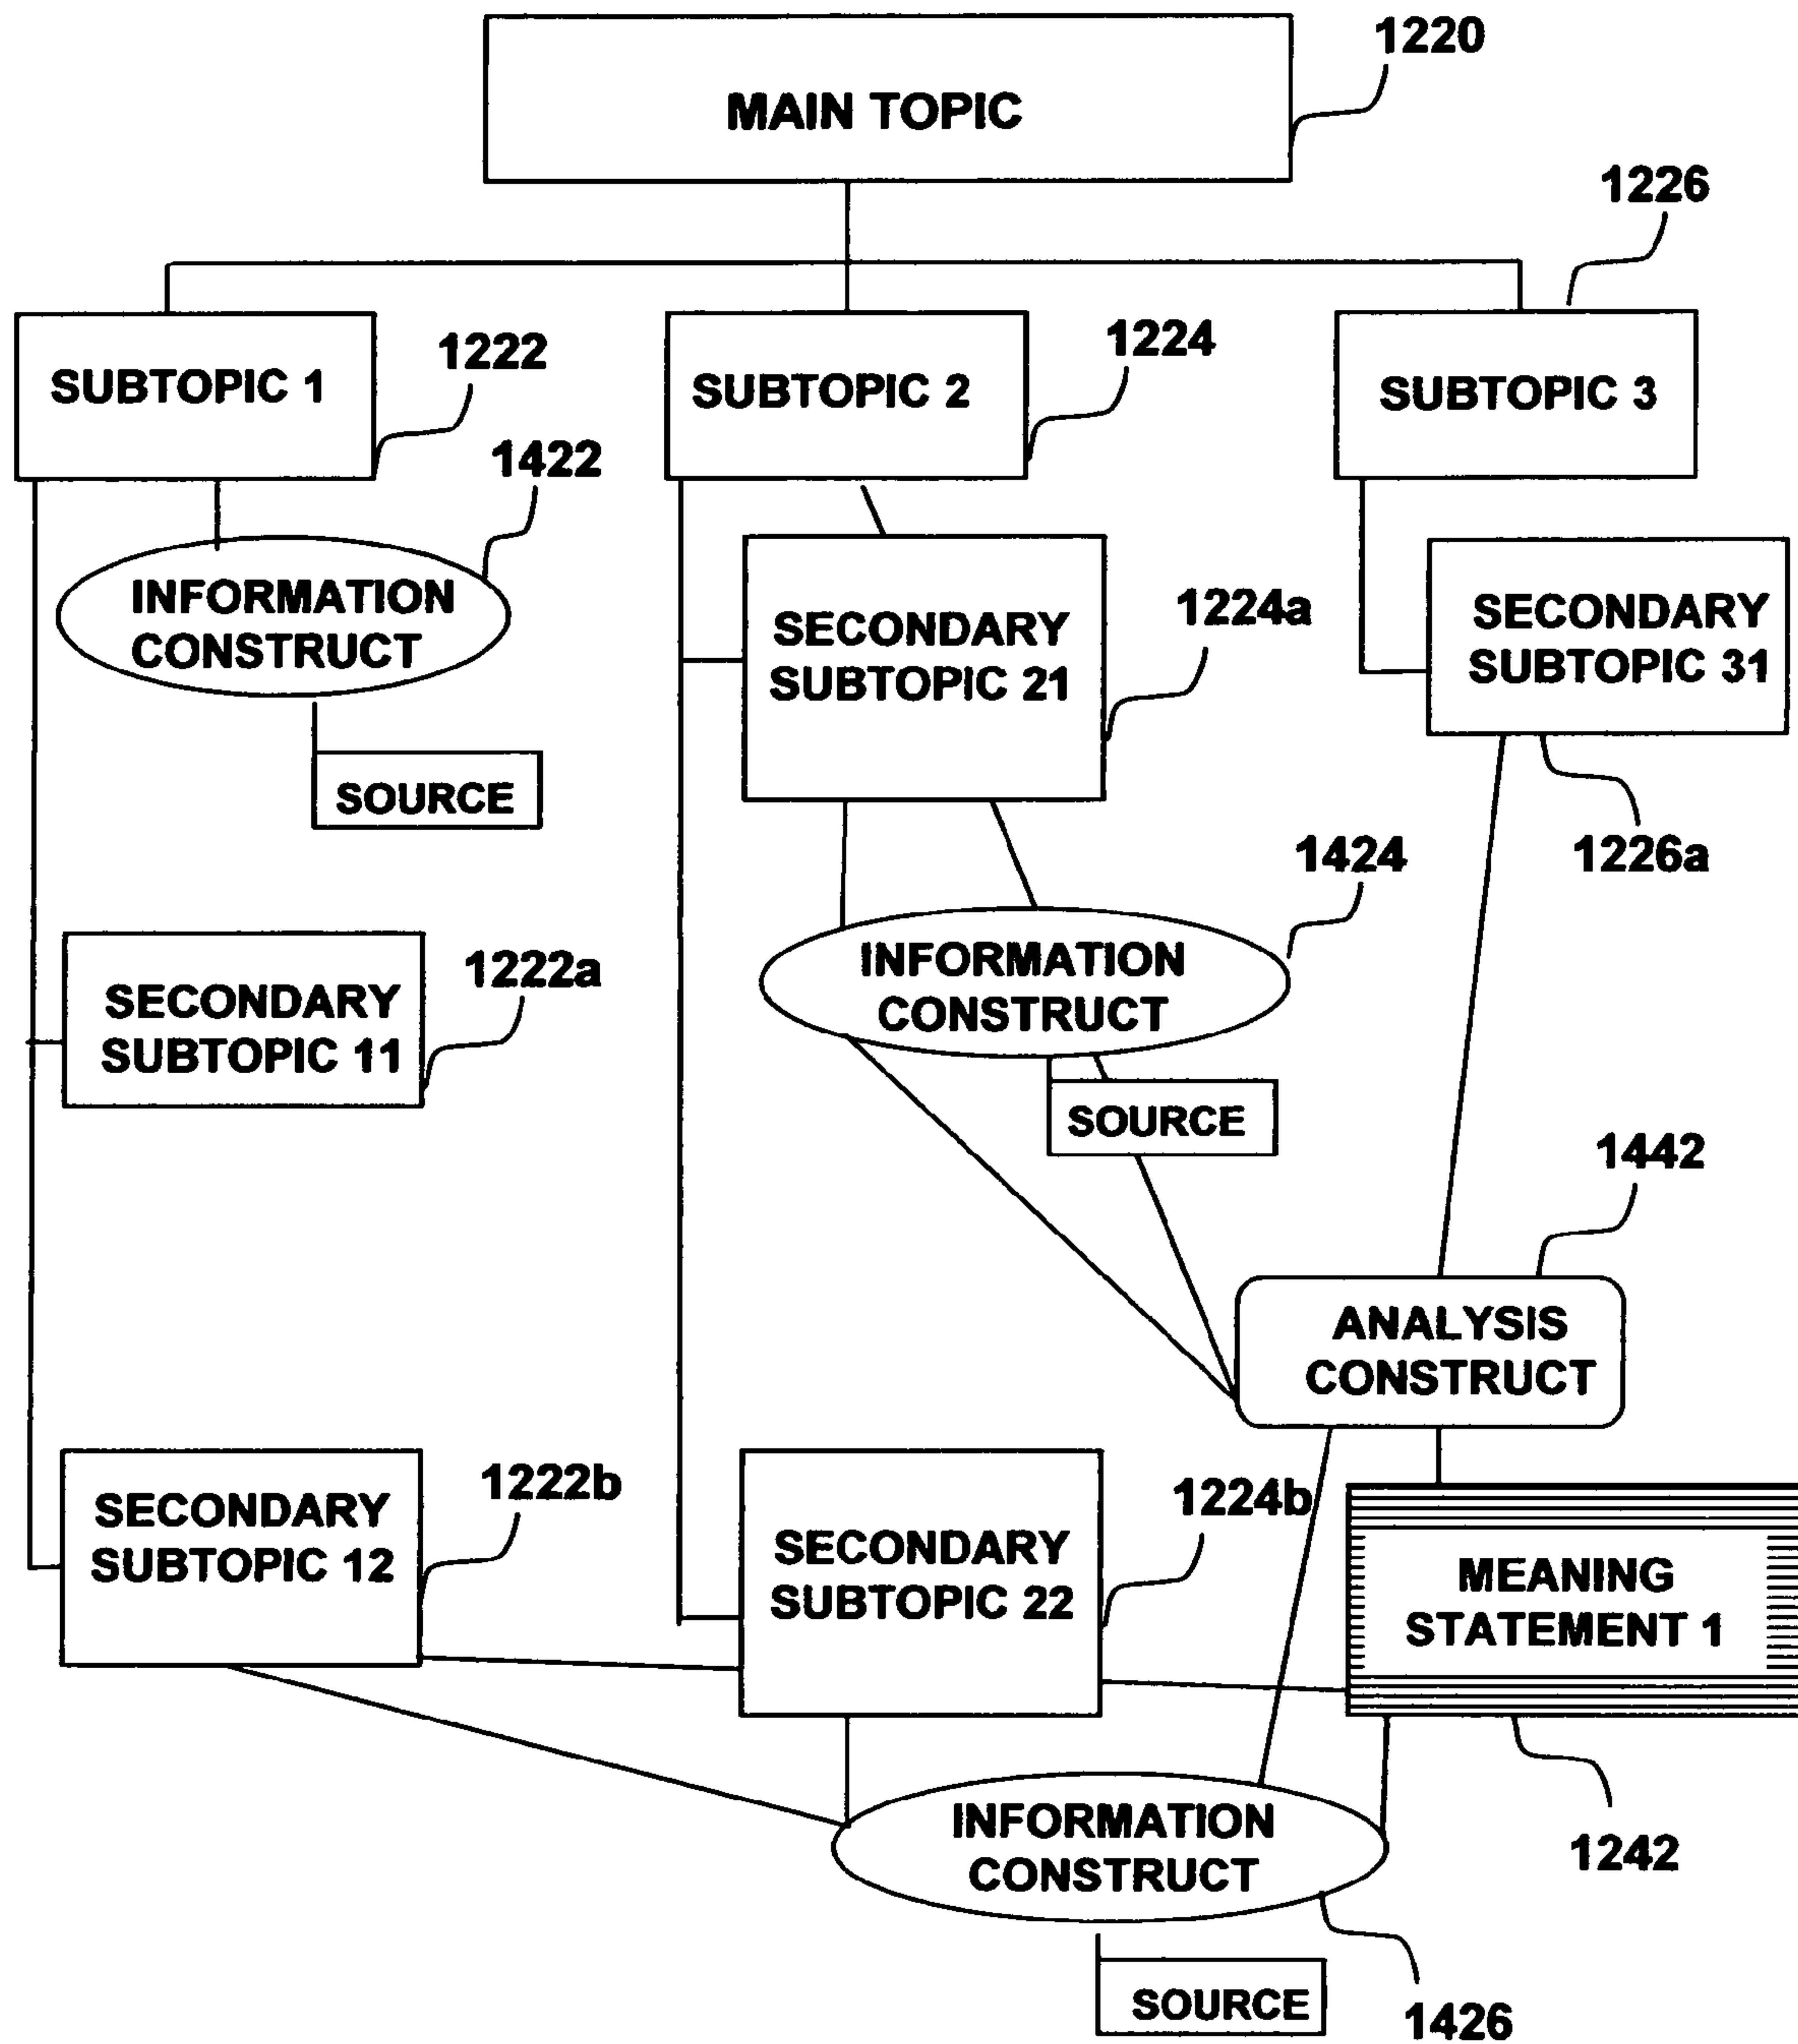 1220
MAIN TOPIC
1226
SUBTOPIC 1
1222
SUBTOPIC 2
1224
SUBTOPIC 3
1422
INFORMATION
CONSTRUCT
SOURCE
SECONDARY
SUBTOPIC 21
1224a
SECONDARY
SUBTOPIC 31
1226a
1424
INFORMATION
CONSTRUCT
SOURCE
SECONDARY
SUBTOPIC 11
1222a
1442
ANALYSIS
CONSTRUCT
SECONDARY
SUBTOPIC 12
1222b
SECONDARY
SUBTOPIC 22
1224b
MEANING
STATEMENT 1
1242
INFORMATION
CONSTRUCT
1426
SOURCE